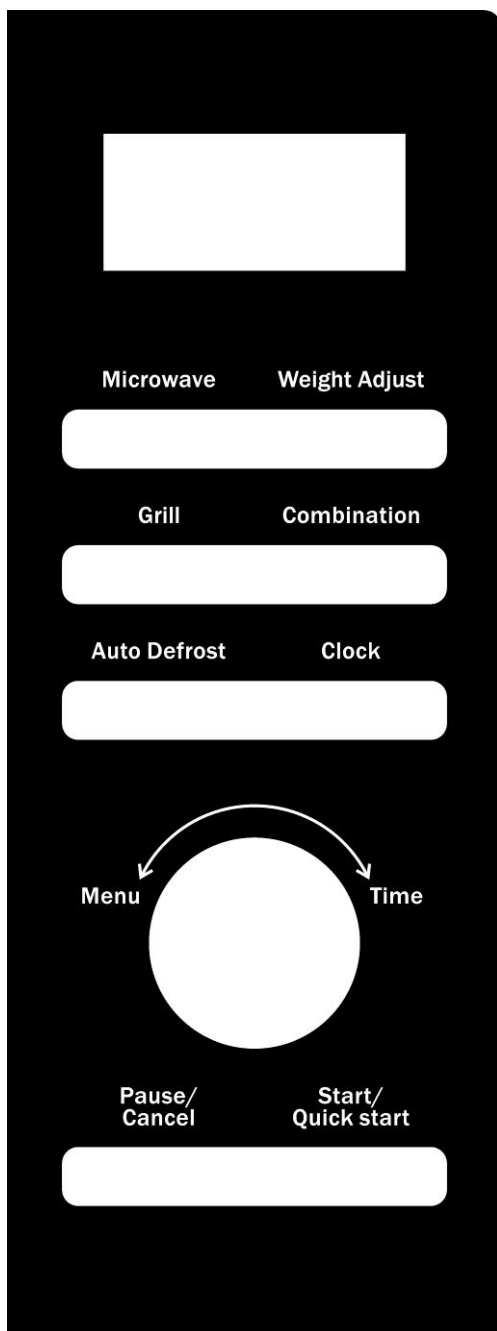 Microwave Weight Adjust
Grill Combination
Auto Defrost Clock
Menu Time
Pause/ Start/
Cancel Quick start